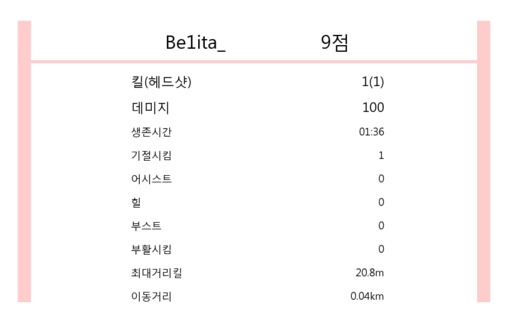 Be1ita_ 9점
킬(헤드샷) 1(1)
데미지 100
생존시간 01:36
기절시킴 1
어시스트 0
힐 0
부스트 0
부활시킴 0
최대거리킬 20.8m
이동거리 0.04km